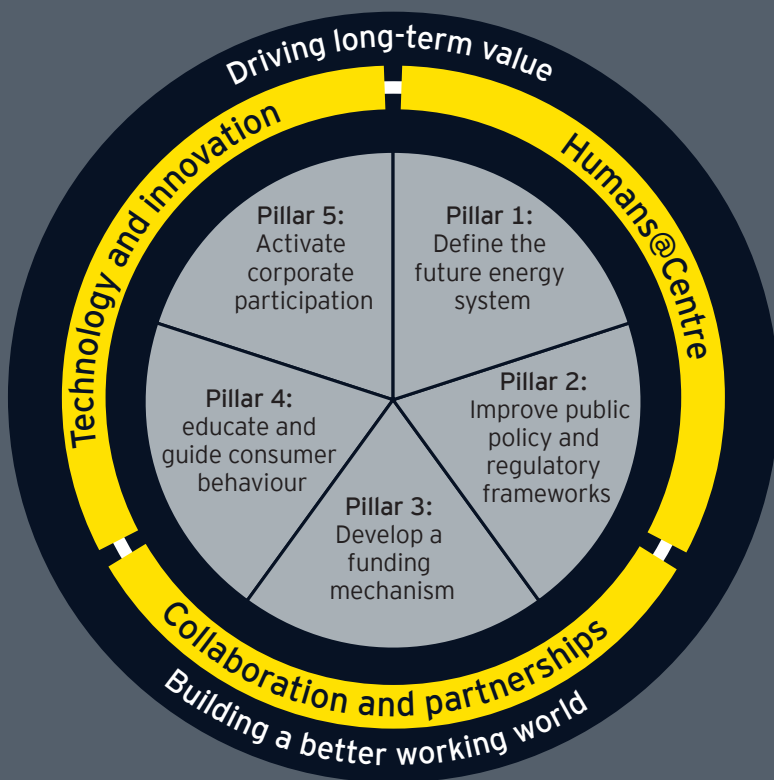 Driving long-term value
Technology and innovation
Humans@Centre
Pillar 5:
Activate
corporate
participation
Pillar 1:
Define the
future energy
system
Pillar 4:
educate and
guide consumer
behaviour
Pillar 2:
Improve public
policy and
regulatory
frameworks
Pillar 3:
Develop a
funding
mechanism
Collaboration and partnerships
Building a better working world